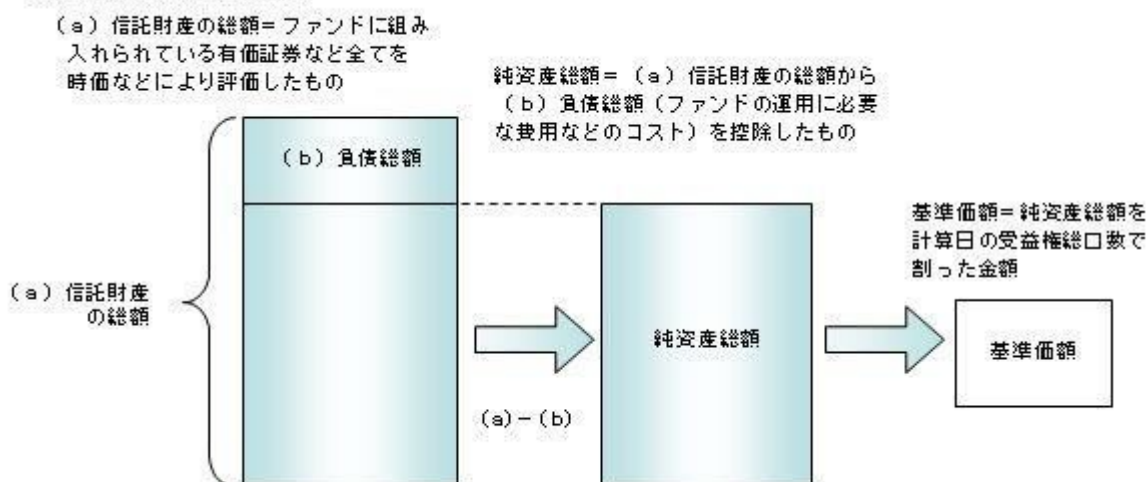 （a）信託財産の総額＝ファンドに組み
入れられている有価証券など全てを
時価などにより評価したもの
純資産総額＝（a）信託財産の総額から
（b）負債総額（ファンドの運用に必要
な費用などのコスト）を控除したもの
（b）負債総額
基準価額＝純資産総額を
計算日の受益権総口数で
割った金額
（a）信託財産
の総額
純資産総額
基準価額
（a）－（b）